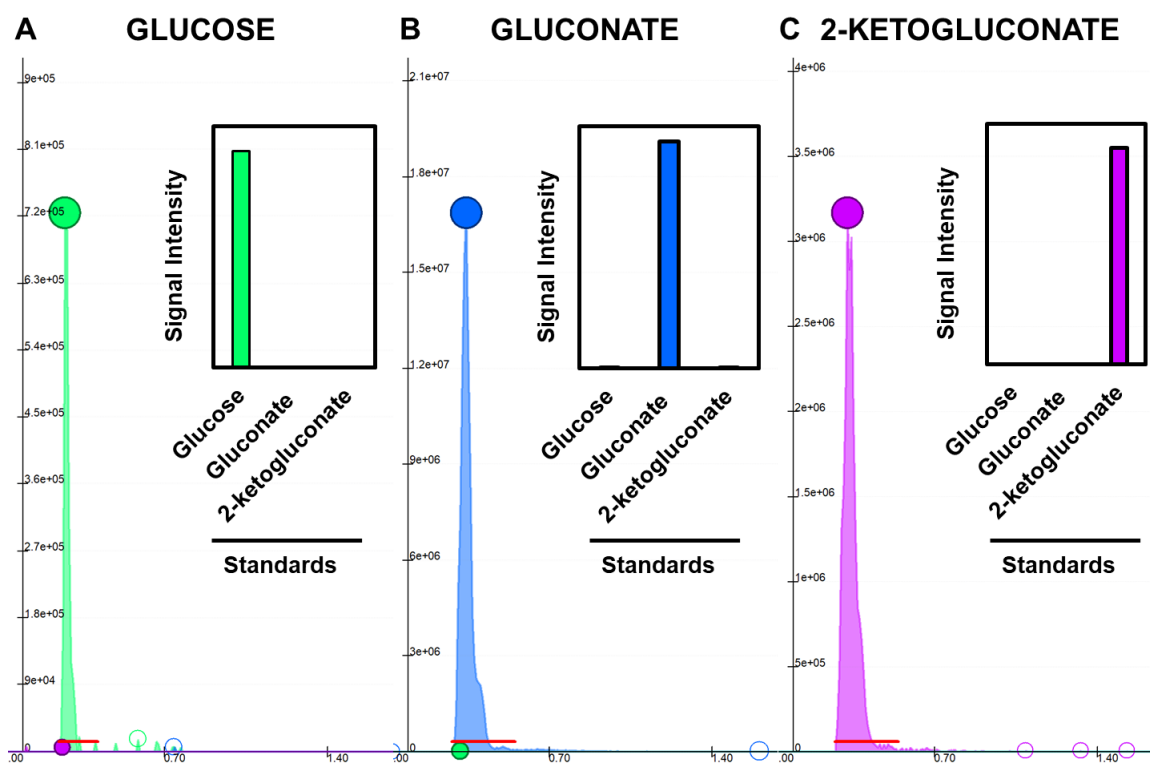 A GLUCOSE
9e+05
8.1e+05
7.2e+05
6.3e+05
5.4e+05
4.5e+05
3.6e+05
2.7e+05
1.8e+05
9e+04
0
.00 0.70 1.40
Signal Intensity
Glucose
Gluconate
2-ketogluconate
Standards
B GLUCONATE
2.1e+07
1.8e+07
1.5e+07
1.2e+07
9e+06
6e+06
3e+06
0
.00 0.70 1.40
Signal Intensity
Glucose
Gluconate
2-ketogluconate
Standards
C 2-KETOGLUCONATE
4e+06
3.5e+06
3e+06
2.5e+06
2e+06
1.5e+06
1e+06
5e+05
0
.00 0.70 1.40
Signal Intensity
Glucose
Gluconate
2-ketogluconate
Standards